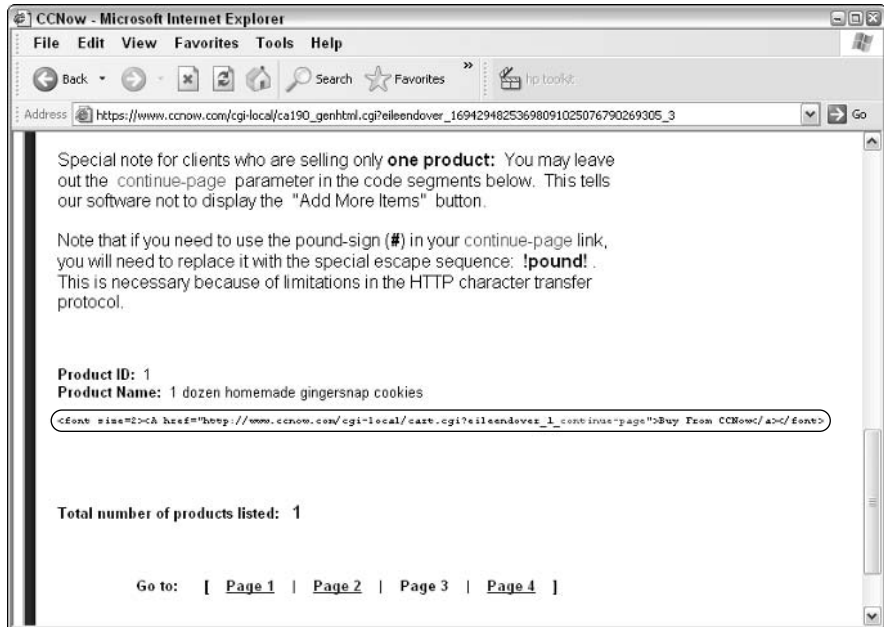 CCNow - Microsoft Internet Explorer
File Edit View Favorites Tools Help
Back Search Favorites » hp toolkit
Address https://www.ccnow.com/cgi-local/ca190_genhtml.cgi?eileendover_16942948253698091025076790269305_3 Go
Special note for clients who are selling only one product: You may leave
out the continue-page parameter in the code segments below. This tells
our software not to display the "Add More Items" button.
Note that if you need to use the pound-sign (#) in your continue-page link,
you will need to replace it with the special escape sequence: !pound! .
This is necessary because of limitations in the HTTP character transfer
protocol.
Product ID: 1
Product Name: 1 dozen homemade gingersnap cookies
<font size=2><A href="http://www.ccnow.com/cgi-local/cart.cgi?eileendover_1_continue-page">Buy From CCNow</a></font>
Total number of products listed: 1
Go to: [ Page 1 | Page 2 | Page 3 | Page 4 ]